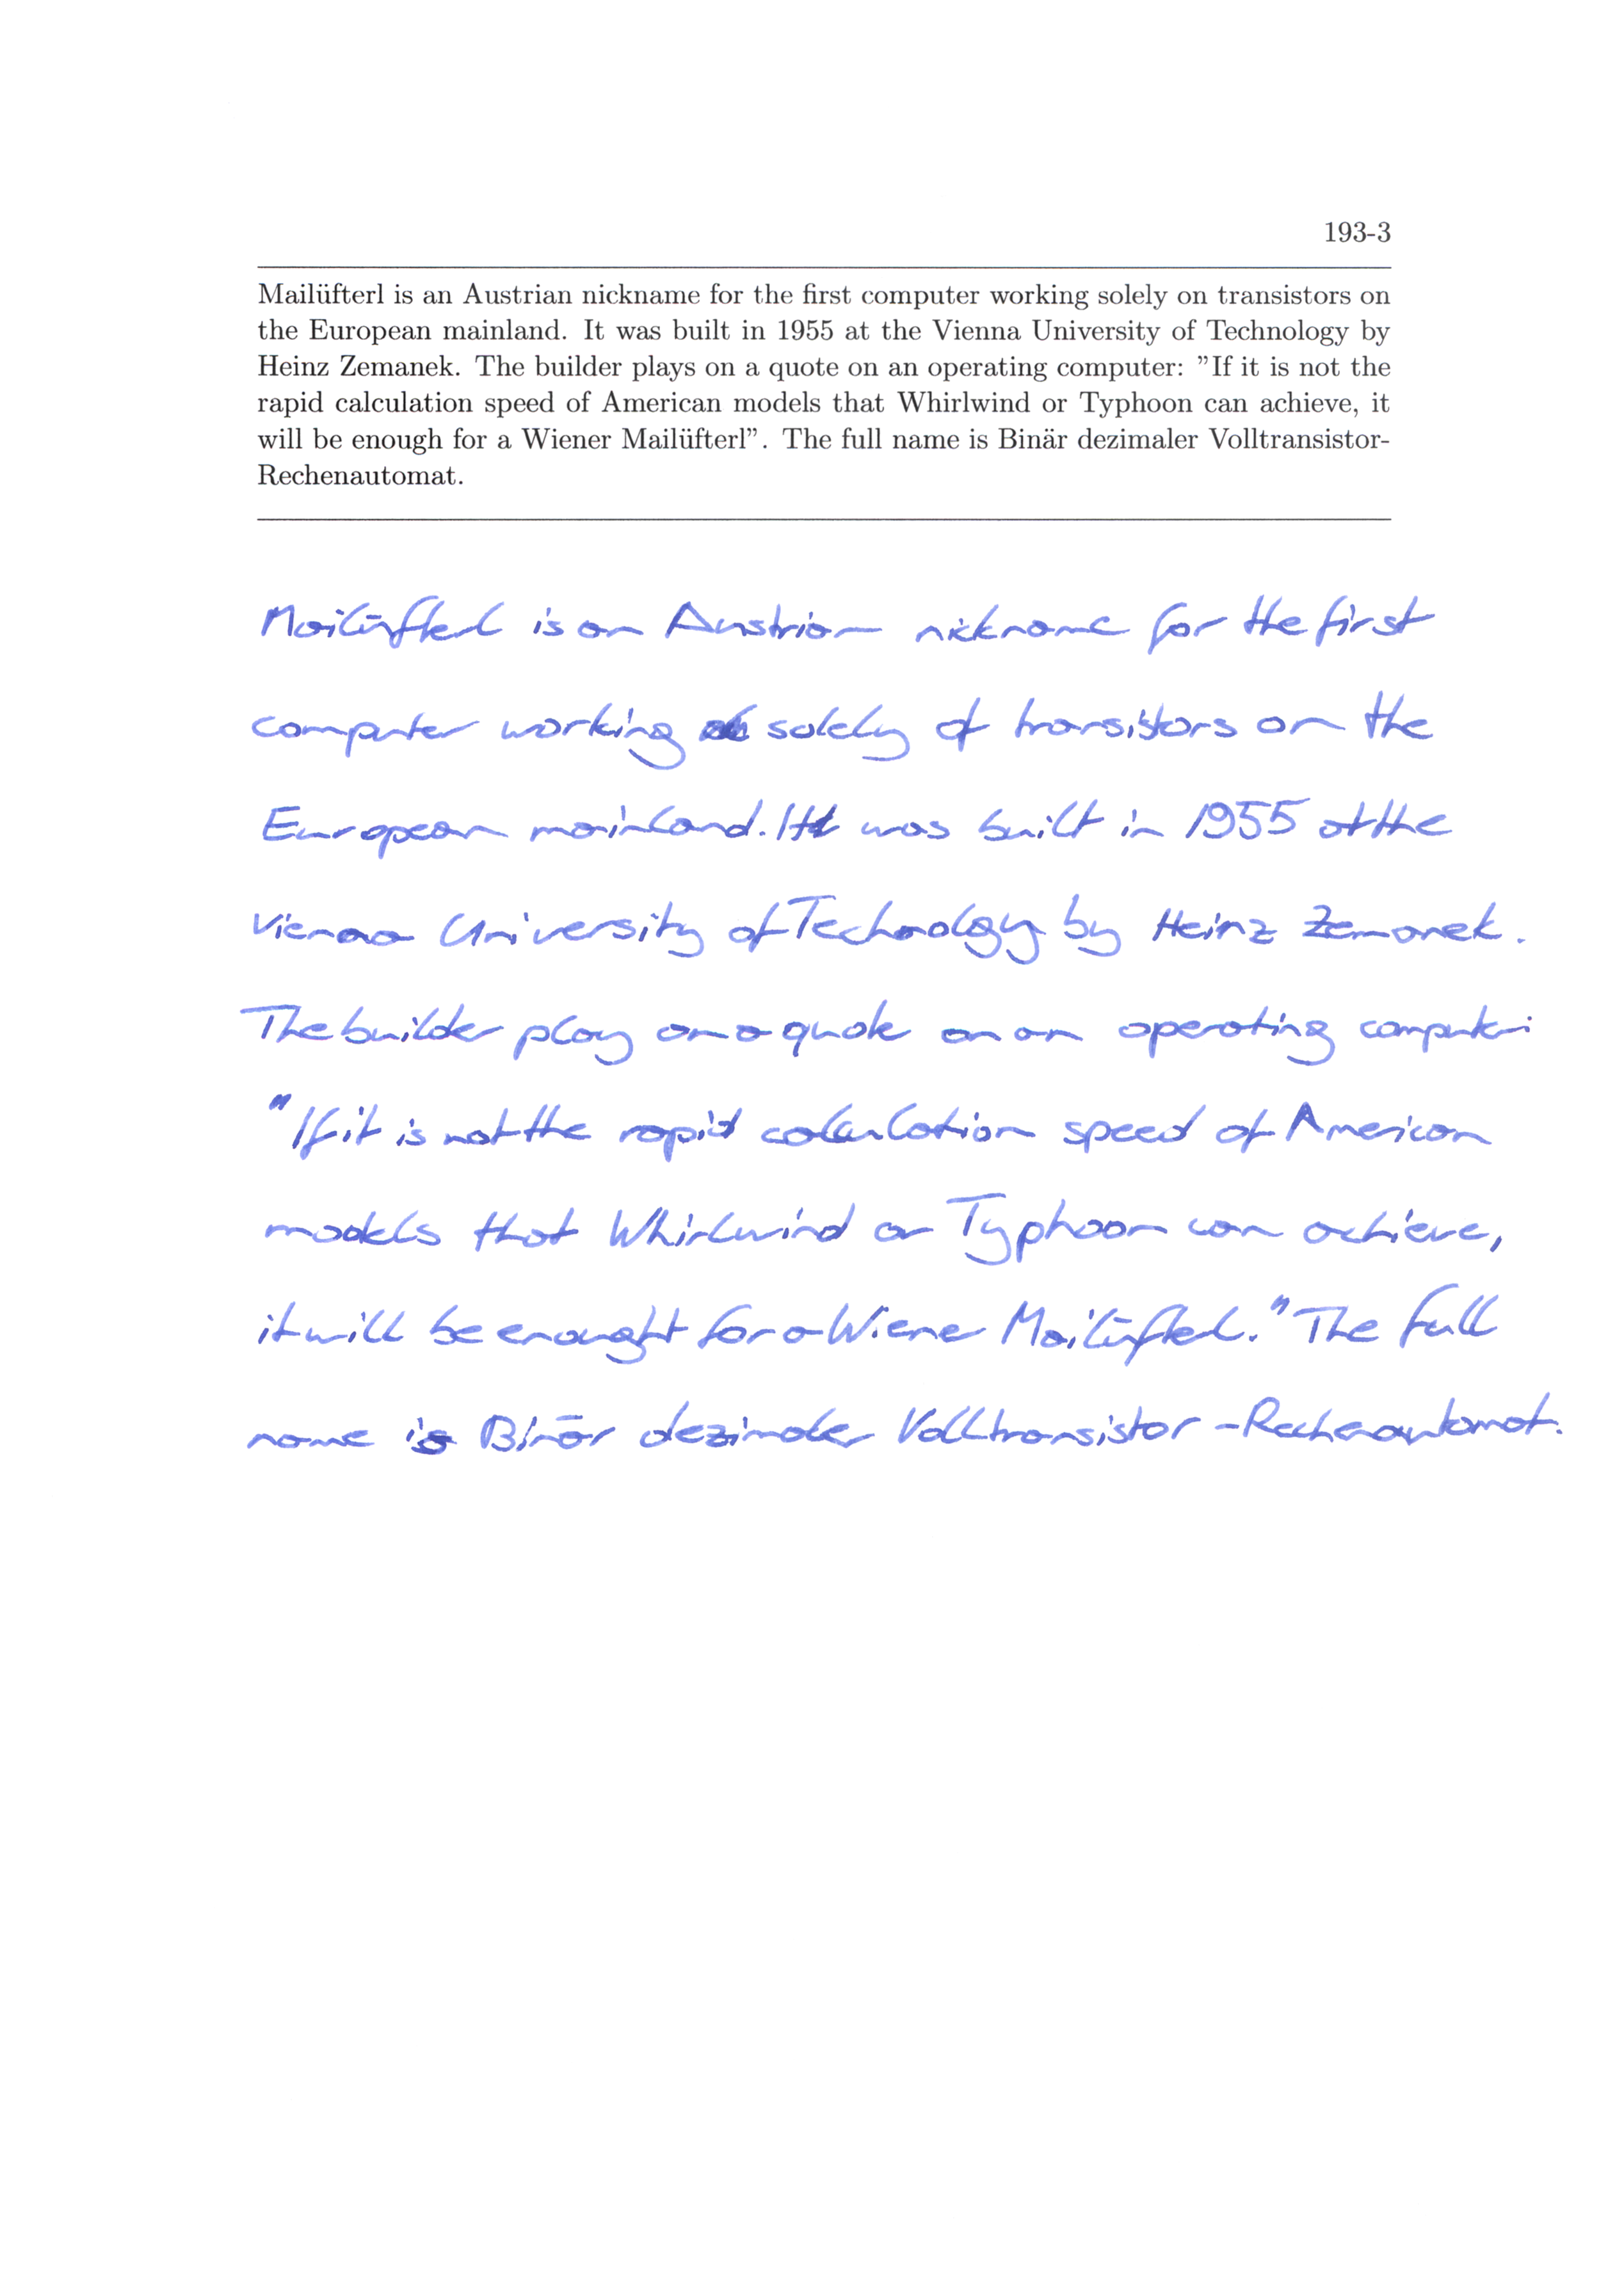 193-3
Mailüfterl is an Austrian nickname for the first computer working solely on transistors on
the European mainland. It was built in 1955 at the Vienna University of Technology by
Heinz Zemanek. The builder plays on a quote on an operating computer: ”If it is not the
rapid calculation speed of American models that Whirlwind or Typhoon can achieve, it
will be enough for a Wiener Mailüfterl”. The full name is Binär dezimaler Volltransistor-
Rechenautomat.
Mailüfterl is an Austrian nickname for the first
computer working solely of transistors on the
European mainland. It was built in 1955 at the
Vienna University of Technology by Heinz Zemanek.
The builder play on a quote on an operating computer:
"If it is not the rapid calculation speed of American
models that Whirlwind or Typhoon can achieve,
it will be enought for a Wiener Mailüfterl." The full
name is Binär dezimaler Volltransistor-Rechenautomat.